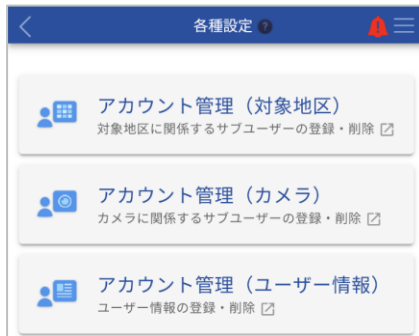 各種設定 ?
アカウント管理（対象地区）
対象地区に関係するサブユーザーの登録・削除
アカウント管理（カメラ）
カメラに関係するサブユーザーの登録・削除
アカウント管理（ユーザー情報）
ユーザー情報の登録・削除